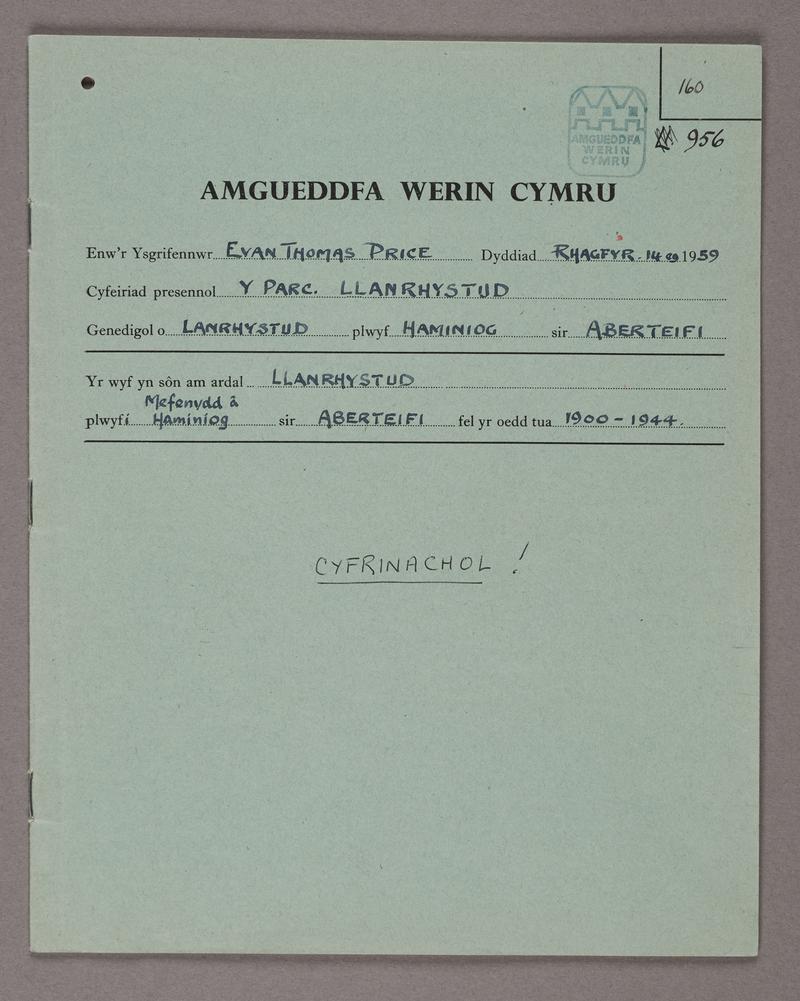 160
AMGUEDDFA
WERIN
CYMRU
956
AMGUEDDFA WERIN CYMRU
Enw'r Ysgrifennwr EVAN THOMAS PRICE Dyddiad RHAGFYR. 14eg 1959
Cyfeiriad presennol Y PARC. LLANRHYSTUD
Genedigol o LANRHYSTUD plwyf HAMINIOG sir ABERTEIFI
Yr wyf yn sôn am ardal LLANRHYSTUD
Mefenydd â
plwyfi Haminiog sir ABERTEIFI fel yr oedd tua 1900 - 1944.
CYFRINACHOL !